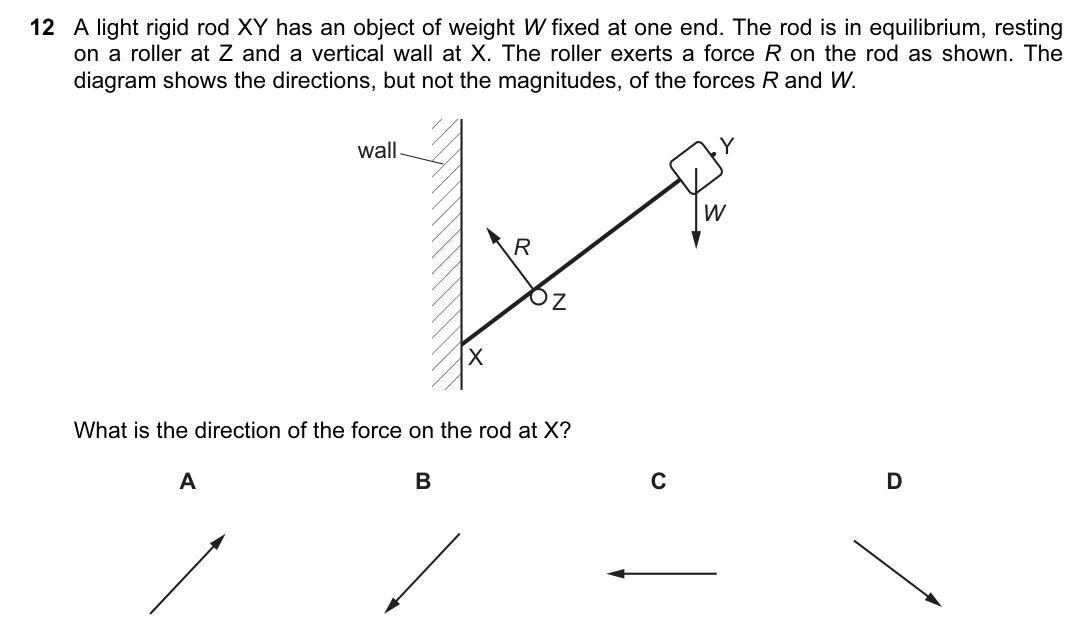 12 A light rigid rod XY has an object of weight W fixed at one end. The rod is in equilibrium, resting
on a roller at Z and a vertical wall at X. The roller exerts a force R on the rod as shown. The
diagram shows the directions, but not the magnitudes, of the forces R and W.
wall
Y
W
R
Z
X
What is the direction of the force on the rod at X?
A B C D